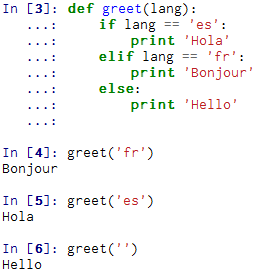 In [3]: def greet(lang):
   ...:     if lang == 'es':
   ...:         print 'Hola'
   ...:     elif lang == 'fr':
   ...:         print 'Bonjour'
   ...:     else:
   ...:         print 'Hello'
   ...:
In [4]: greet('fr')
Bonjour
In [5]: greet('es')
Hola
In [6]: greet('')
Hello